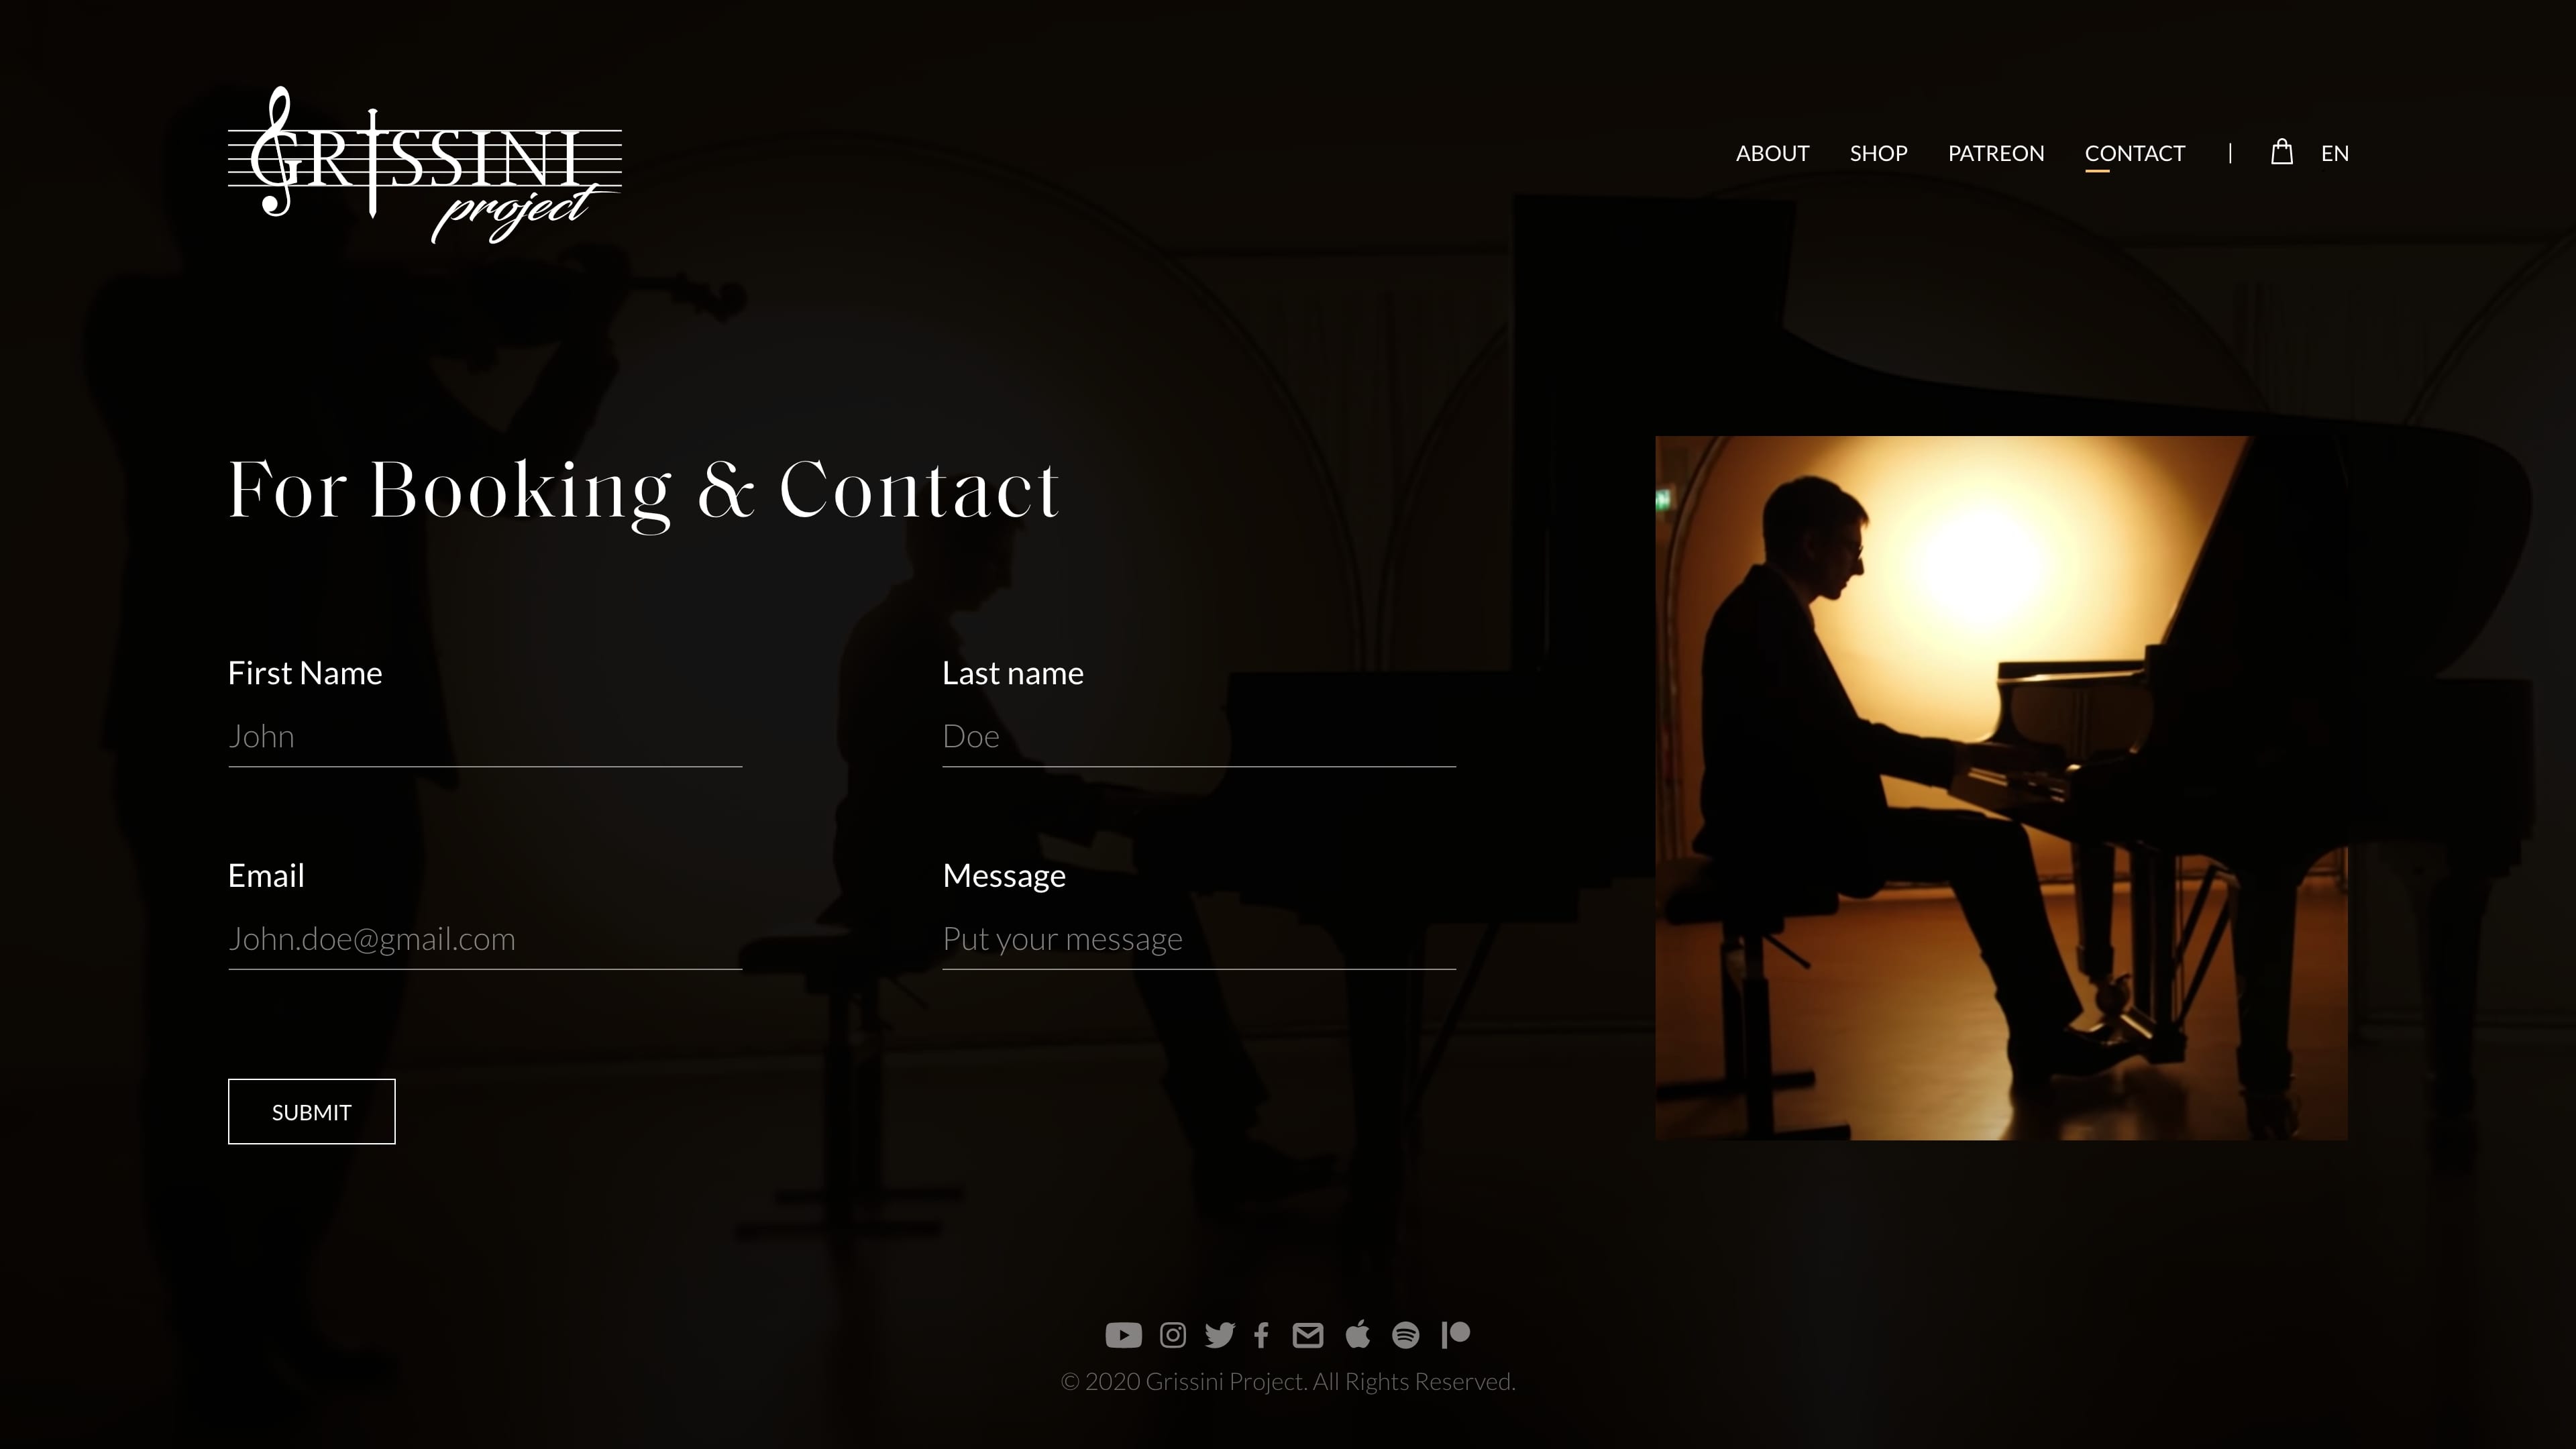 GRISSINI
project
ABOUT SHOP PATREON CONTACT | EN
For Booking & Contact
First Name
Last name
John
Doe
Email
Message
John.doe@gmail.com
Put your message
SUBMIT
© 2020 Grissini Project. All Rights Reserved.